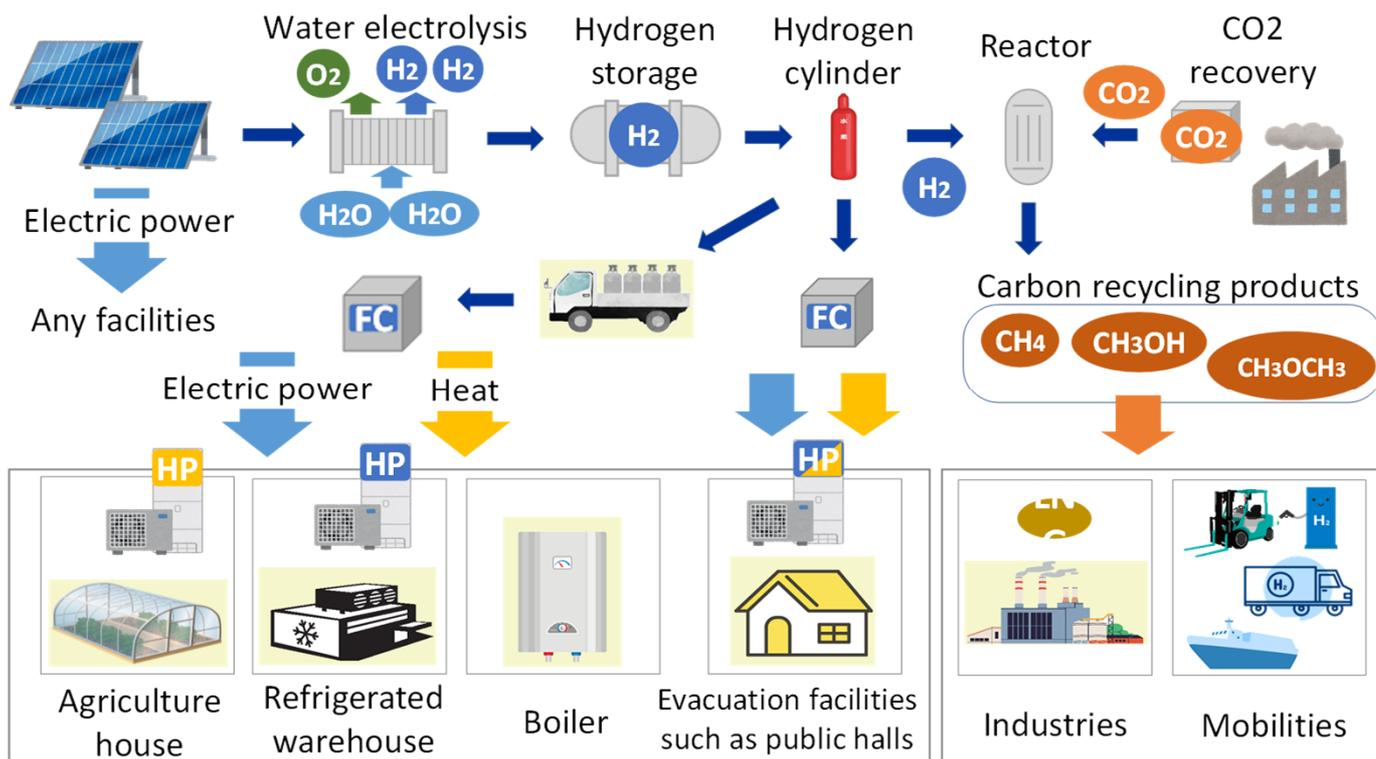 Water electrolysis
O2
H2
H2
H2O
H2O
Hydrogen
storage
H2
Hydrogen
cylinder
水
素
H2
Reactor
CO2
recovery
CO2
CO2
Electric power
Any facilities
FC
FC
Carbon recycling products
CH4
CH3OH
CH3OCH3
Electric power
Heat
HP
HP
HP
H2
H2
Agriculture
house
Refrigerated
warehouse
Boiler
Evacuation facilities
such as public halls
Industries
Mobilities